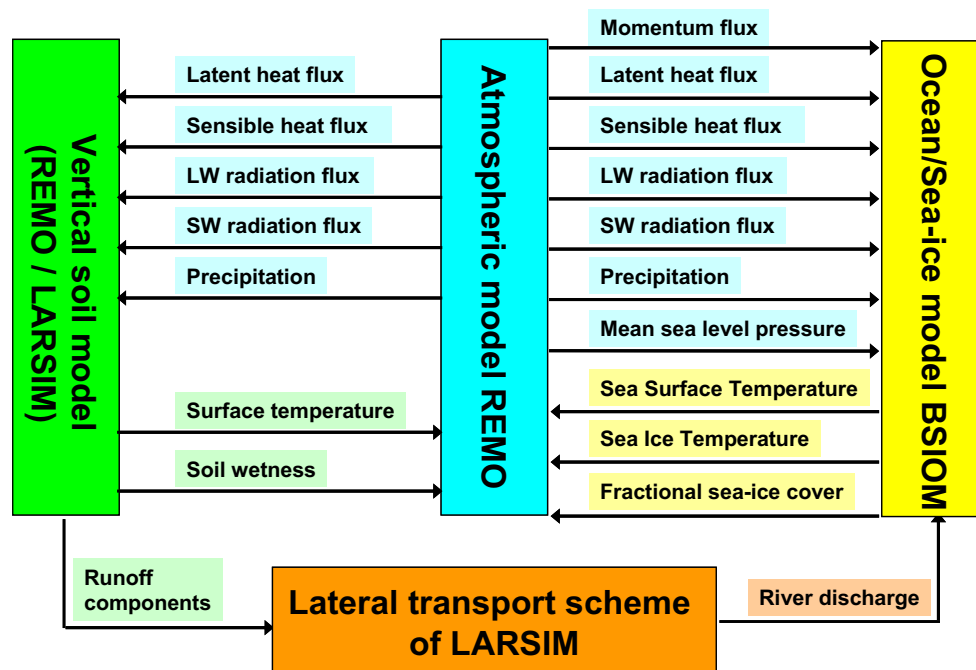 Vertical soil model
(REMO / LARSIM)
Latent heat flux
Sensible heat flux
LW radiation flux
SW radiation flux
Precipitation
Surface temperature
Soil wetness
Atmospheric model REMO
Momentum flux
Latent heat flux
Sensible heat flux
LW radiation flux
SW radiation flux
Precipitation
Mean sea level pressure
Sea Surface Temperature
Sea Ice Temperature
Fractional sea-ice cover
Ocean/Sea-ice model BSIOM
Runoff
components
Lateral transport scheme
of LARSIM
River discharge